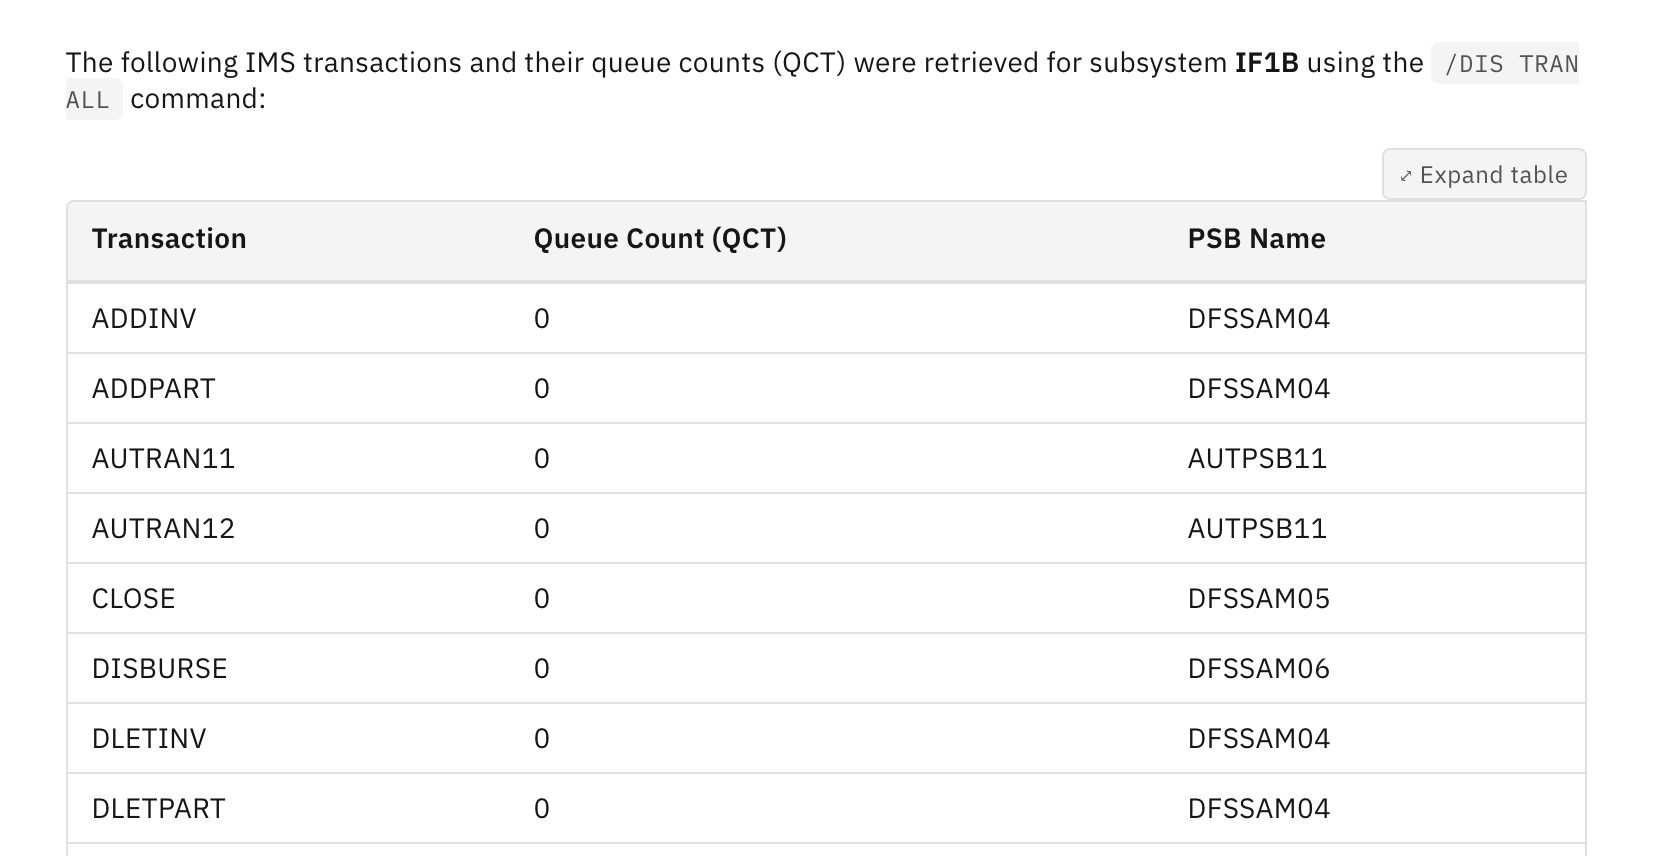 The following IMS transactions and their queue counts (QCT) were retrieved for subsystem IF1B using the /DIS TRAN
ALL command:
⤢ Expand table
Transaction Queue Count (QCT) PSB Name
ADDINV 0 DFSSAM04
ADDPART 0 DFSSAM04
AUTRAN11 0 AUTPSB11
AUTRAN12 0 AUTPSB11
CLOSE 0 DFSSAM05
DISBURSE 0 DFSSAM06
DLETINV 0 DFSSAM04
DLETPART 0 DFSSAM04